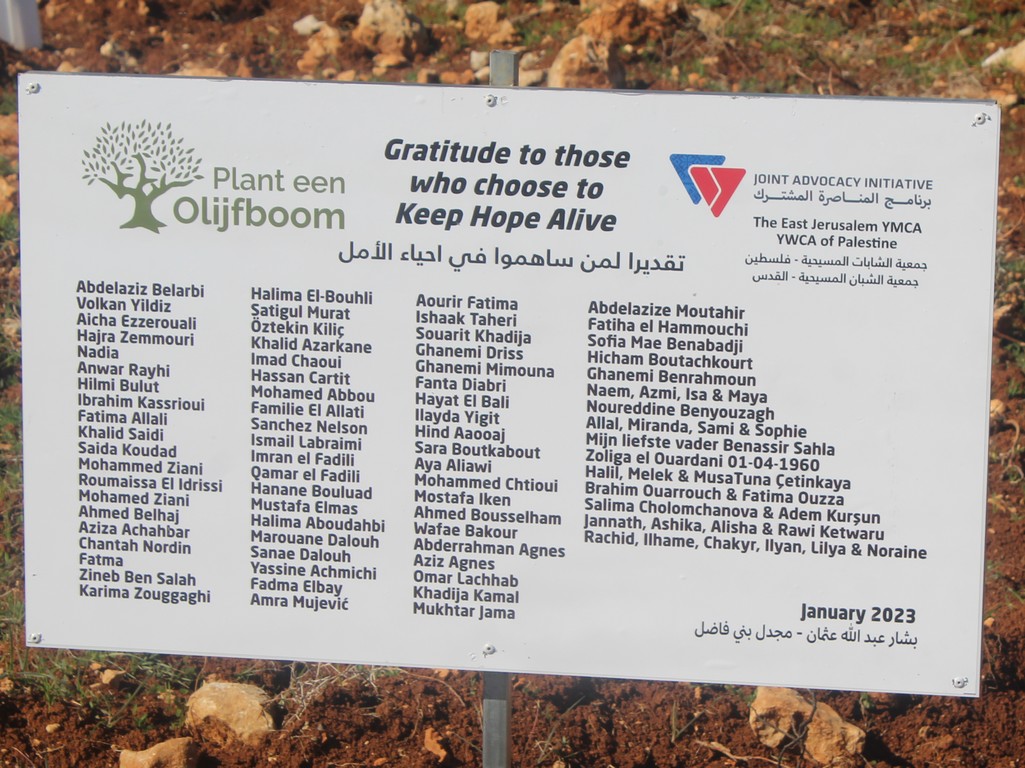 Plant een
Olijfboom
Gratitude to those
who choose to
Keep Hope Alive
تقديرا لمن ساهموا في احياء الأمل
JOINT ADVOCACY INITIATIVE
برنامج المناصرة المشترك
The East Jerusalem YMCA
YWCA of Palestine
جمعية الشابات المسيحية - فلسطين
جمعية الشبان المسيحية - القدس
Abdelaziz Belarbi
Volkan Yildiz
Aicha Ezzerouali
Hajra Zemmouri
Nadia
Anwar Rayhi
Hilmi Bulut
Ibrahim Kassrioui
Fatima Allali
Khalid Saidi
Saida Koudad
Mohammed Ziani
Roumaissa El Idrissi
Mohamed Ziani
Ahmed Belhaj
Aziza Achahbar
Chantah Nordin
Fatma
Zineb Ben Salah
Karima Zouggaghi
Halima El-Bouhli
Satigul Murat
Öztekin Kiliç
Khalid Azarkane
Imad Chaoui
Hassan Cartit
Mohamed Abbou
Familie El Allati
Sanchez Nelson
Ismail Labraimi
Imran el Fadili
Qamar el Fadili
Hanane Bouluad
Mustafa Elmas
Halima Aboudahbi
Marouane Dalouh
Sanae Dalouh
Yassine Achmichi
Fadma Elbay
Amra Mujević
Aourir Fatima
Ishaak Taheri
Souarit Khadija
Ghanemi Driss
Ghanemi Mimouna
Fanta Diabri
Hayat El Bali
Ilayda Yigit
Hind Aaooaj
Sara Boutkabout
Aya Aliawi
Mohammed Chtioui
Mostafa Iken
Ahmed Bousselham
Wafae Bakour
Abderrahman Agnes
Aziz Agnes
Omar Lachhab
Khadija Kamal
Mukhtar Jama
Abdelazize Moutahir
Fatiha el Hammouchi
Sofia Mae Benabadji
Hicham Boutachkourt
Ghanemi Benrahmoun
Naem, Azmi, Isa & Maya
Noureddine Benyouzagh
Allal, Miranda, Sami & Sophie
Mijn liefste vader Benassir Sahla
Zoliga el Ouardani 01-04-1960
Halil, Melek & MusaTuna Çetinkaya
Brahim Ouarrouch & Fatima Ouzza
Salima Cholomchanova & Adem Kurşun
Jannath, Ashika, Alisha & Rawi Ketwaru
Rachid, Ilhame, Chakyr, Ilyan, Lilya & Noraine
January 2023
بشار عبد الله عثمان - مجدل بني فاضل